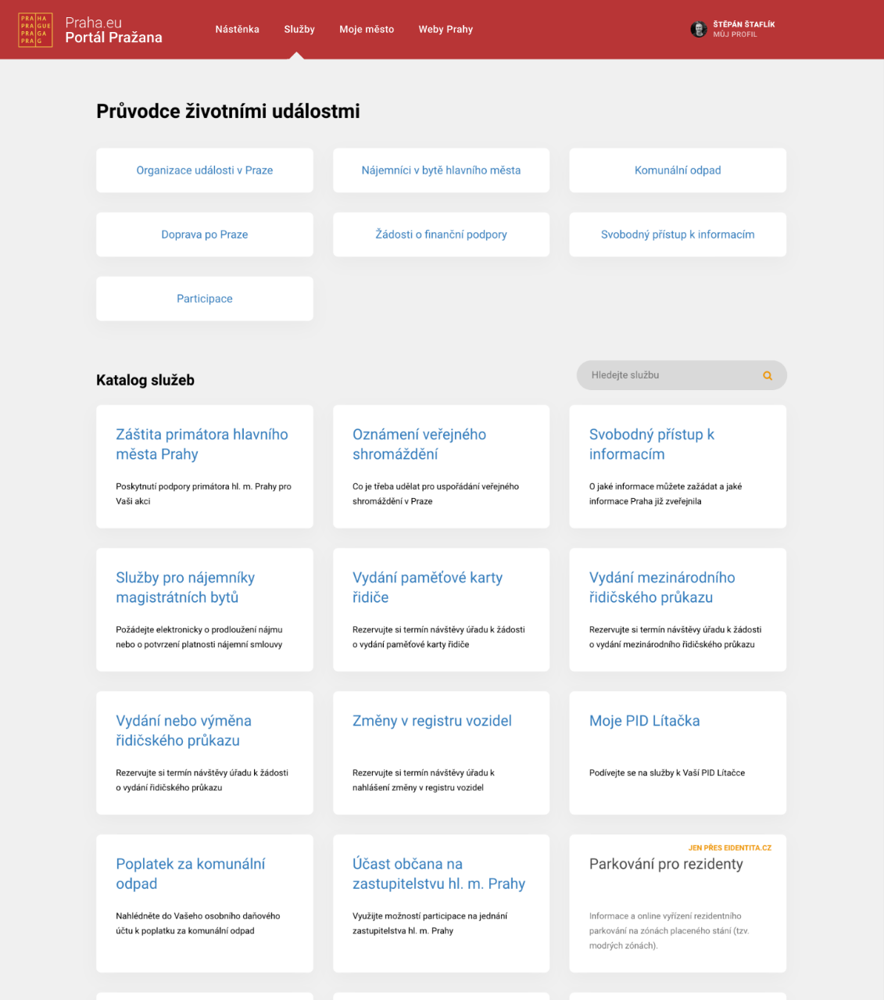 PRA HA
PRA GUE
PRA GA
PRA G
Praha.eu
Portál Pražana
Nástěnka
Služby
Moje město
Weby Prahy
ŠTĚPÁN ŠTAFLÍK
MŮJ PROFIL
Průvodce životními událostmi
Organizace události v Praze
Nájemníci v bytě hlavního města
Komunální odpad
Doprava po Praze
Žádosti o finanční podpory
Svobodný přístup k informacím
Participace
Katalog služeb
Hledejte službu
Záštita primátora hlavního
města Prahy
Poskytnutí podpory primátora hl. m. Prahy pro
Vaši akci
Oznámení veřejného
shromáždění
Co je třeba udělat pro uspořádání veřejného
shromáždění v Praze
Svobodný přístup k
informacím
O jaké informace můžete zažádat a jaké
informace Praha již zveřejnila
Služby pro nájemníky
magistrátních bytů
Požádejte elektronicky o prodloužení nájmu
nebo o potvrzení platnosti nájemní smlouvy
Vydání paměťové karty
řidiče
Rezervujte si termín návštěvy úřadu k žádosti
o vydání paměťové karty řidiče
Vydání mezinárodního
řidičského průkazu
Rezervujte si termín návštěvy úřadu k žádosti
o vydání mezinárodního řidičského průkazu
Vydání nebo výměna
řidičského průkazu
Rezervujte si termín návštěvy úřadu k žádosti
o vydání řidičského průkazu
Změny v registru vozidel
Rezervujte si termín návštěvy úřadu k
nahlášení změny v registru vozidel
Moje PID Lítačka
Podívejte se na služby k Vaší PID Lítačce
Poplatek za komunální
odpad
Nahlédněte do Vašeho osobního daňového
účtu k poplatku za komunální odpad
Účast občana na
zastupitelstvu hl. m. Prahy
Využijte možností participace na jednání
zastupitelstva hl. m. Prahy
JEN PŘES EIDENTITA.CZ
Parkování pro rezidenty
Informace a online vyřízení rezidentního
parkování na zónách placeného stání (tzv.
modrých zónách).